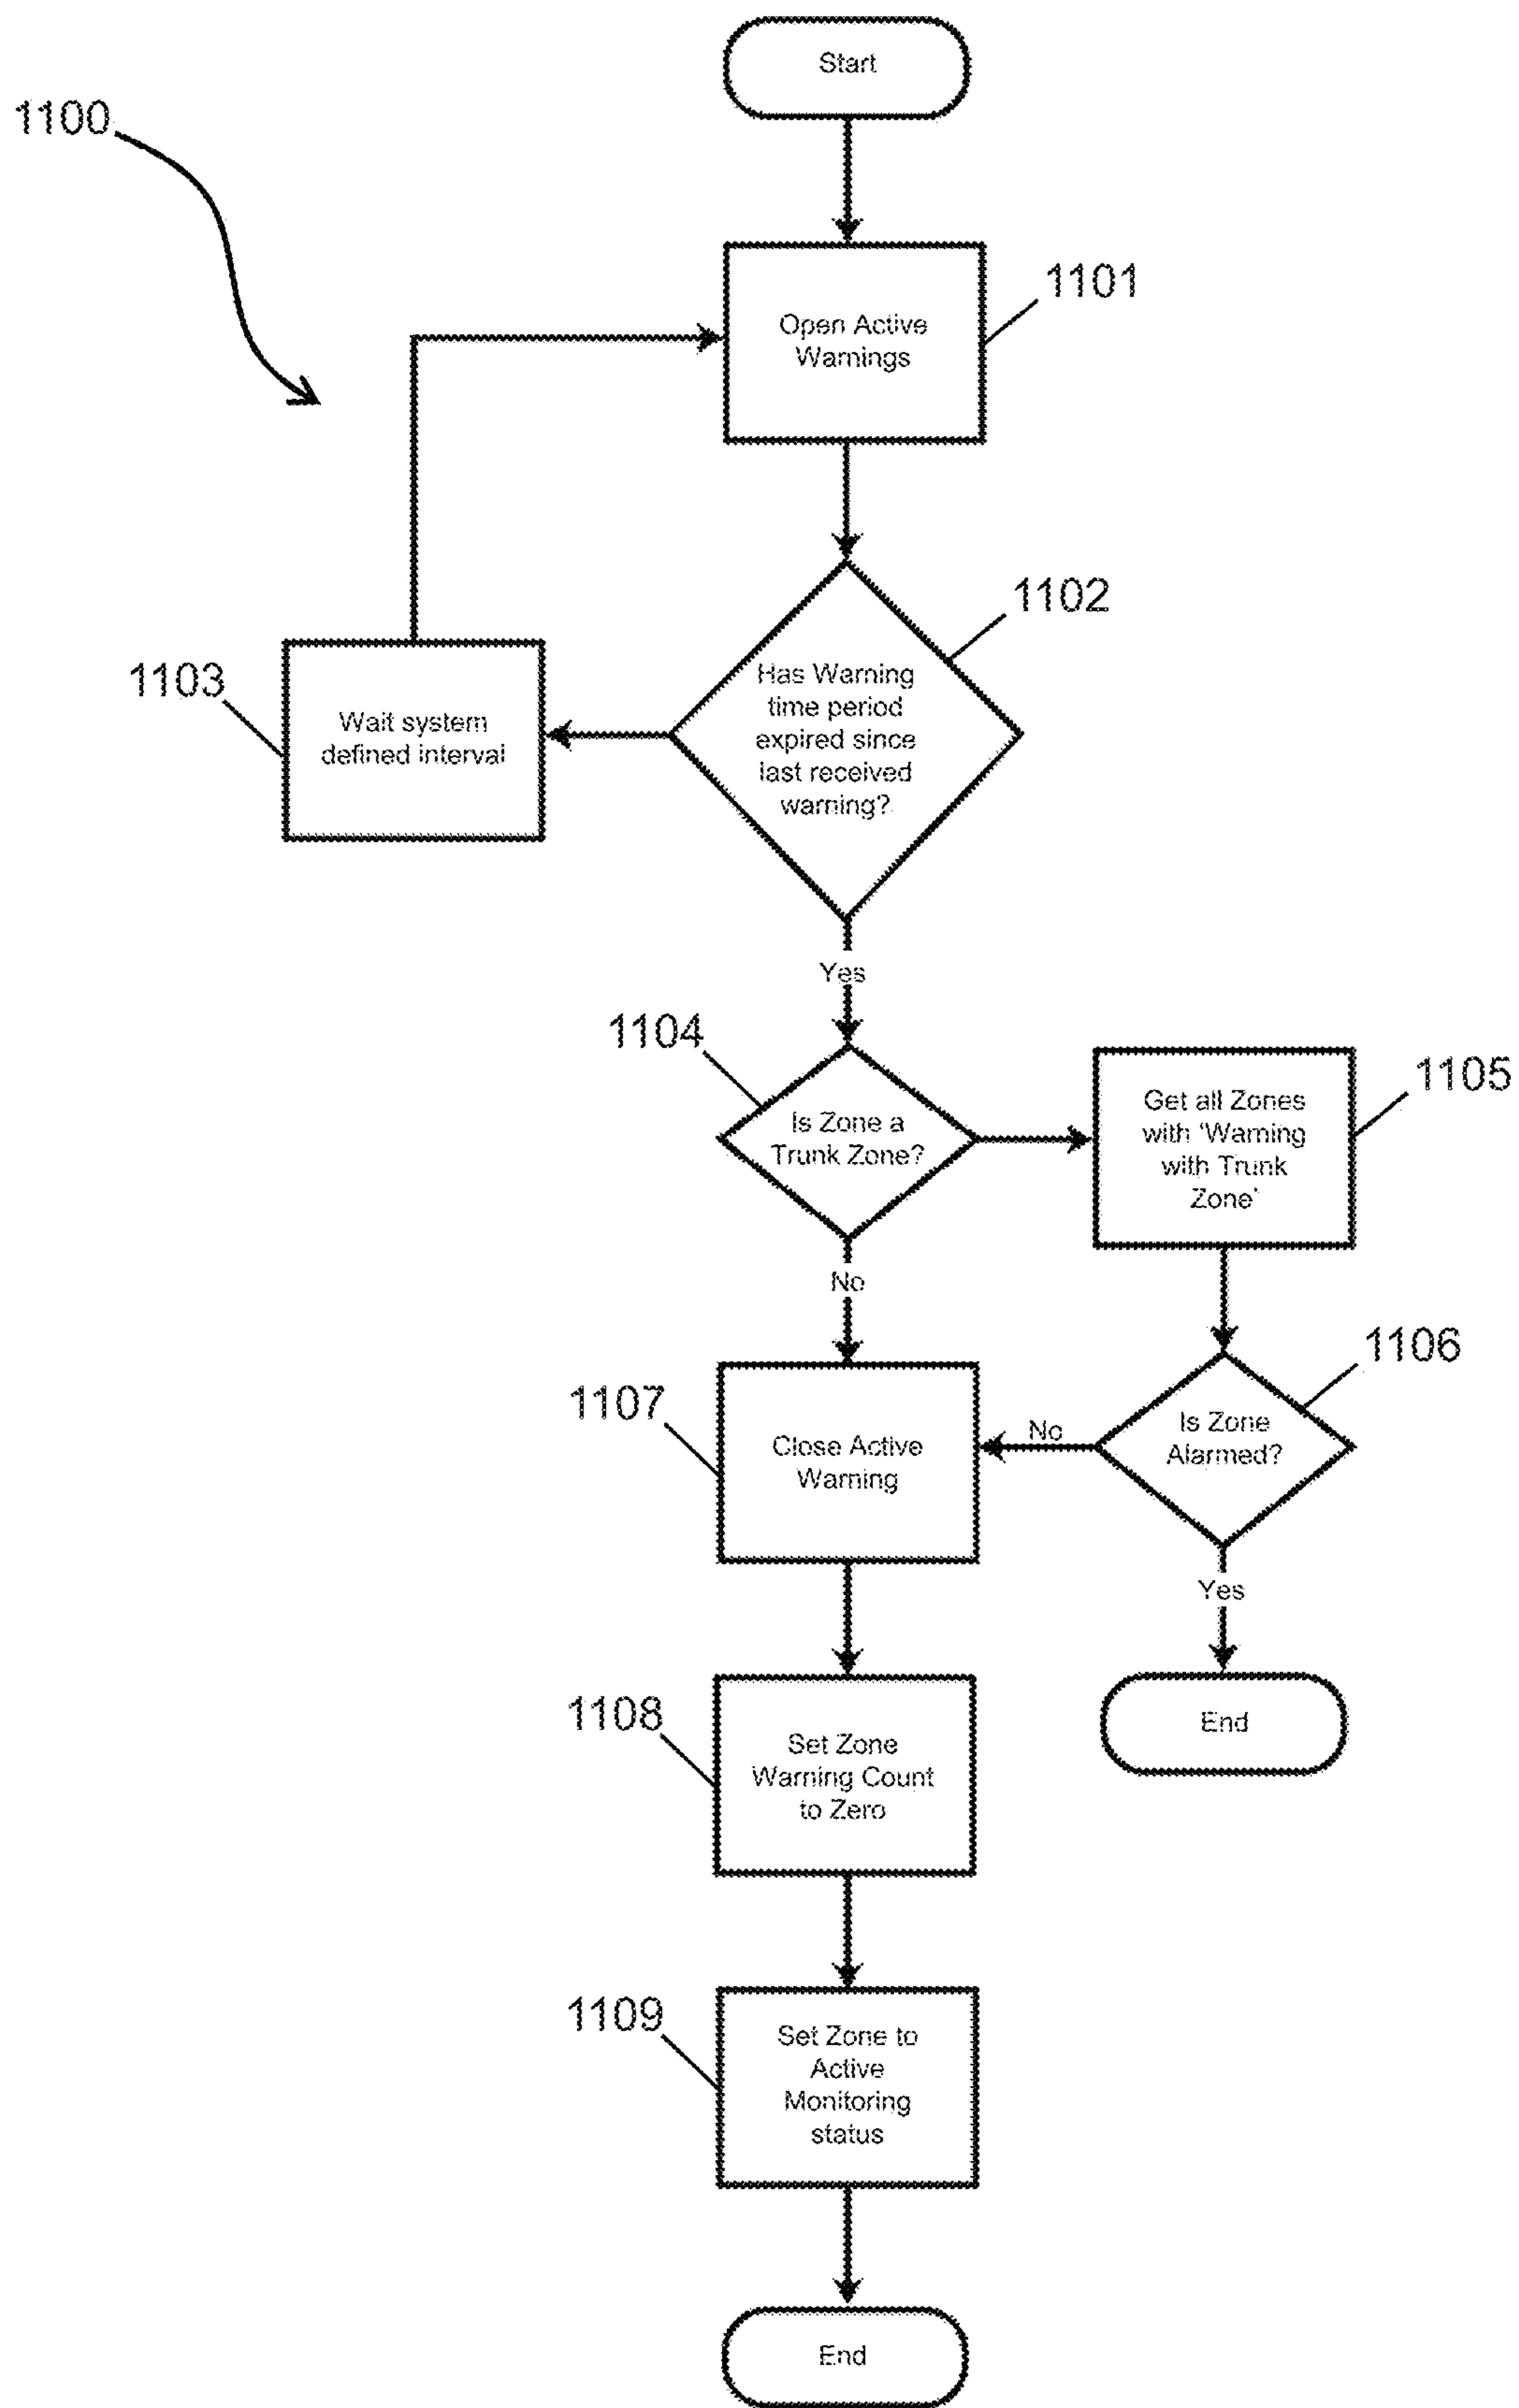 Start
1100
Open Active
Warnings
1101
Has Warning
time period
expired since
last received
warning?
1102
Wait system
defined interval
1103
Yes
Is Zone a
Trunk Zone?
1104
Get all Zones
with ‘Warning
with Trunk
Zone’
1105
No
Is Zone
Alarmed?
1106
No
Close Active
Warning
1107
Yes
End
Set Zone
Warning Count
to Zero
1108
Set Zone to
Active
Monitoring
status
1109
End